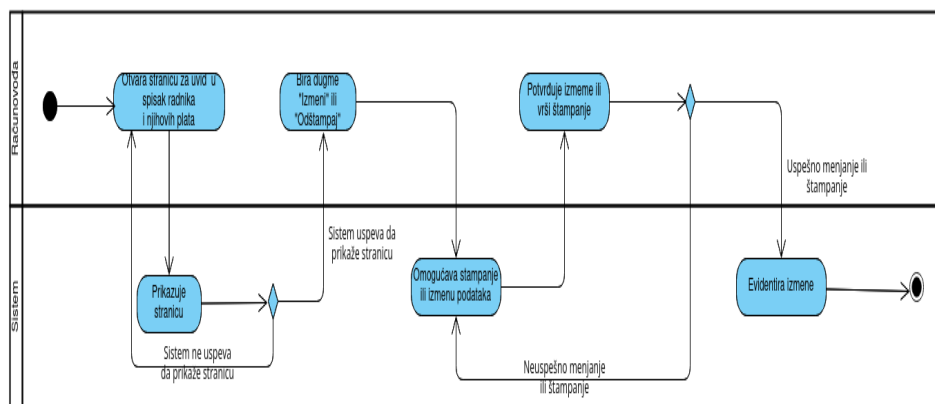 Računovođa
Otvara stranicu za uvid u
spisak radnika
i njihovih plata
Bira dugme
"Izmeni" ili
"Odštampaj"
Potvrđuje izmeme ili
vrši štampanje
Uspešno menjanje ili
štampanje
Sistem
Prikazuje
stranicu
Sistem uspeva da
prikaže stranicu
Sistem ne uspeva
da prikaže stranicu
Omogućava stampanje
ili izmenu podataka
Neuspešno menjanje
ili štampanje
Evidentira izmene